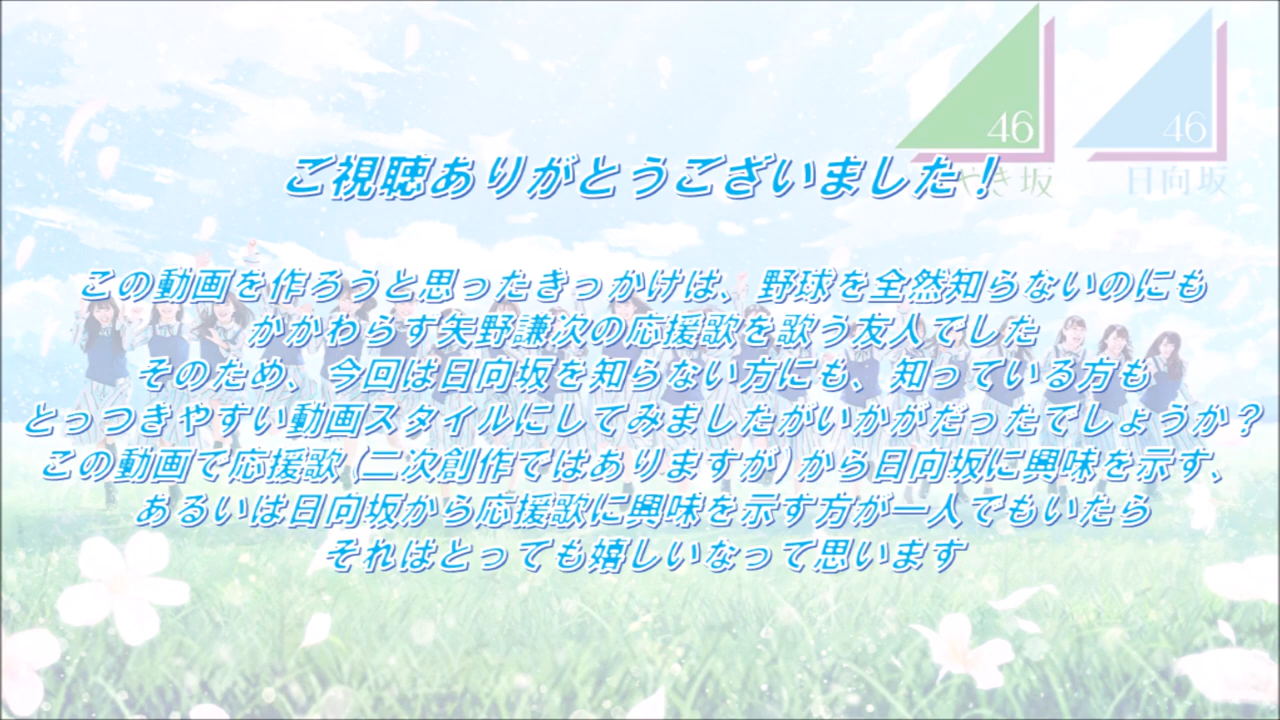 46
46
やき坂
日向坂
ご視聴ありがとうございました！
この動画を作ろうと思ったきっかけは、野球を全然知らないのにも
かかわらす矢野謙次の応援歌を歌う友人でした
そのため、今回は日向坂を知らない方にも、知っている方も
とっつきやすい動画スタイルにしてみましたがいかがだったでしょうか？
この動画で応援歌(二次創作ではありますが)から日向坂に興味を示す、
あるいは日向坂から応援歌に興味を示す方が一人でもいたら
それはとっても嬉しいなって思います